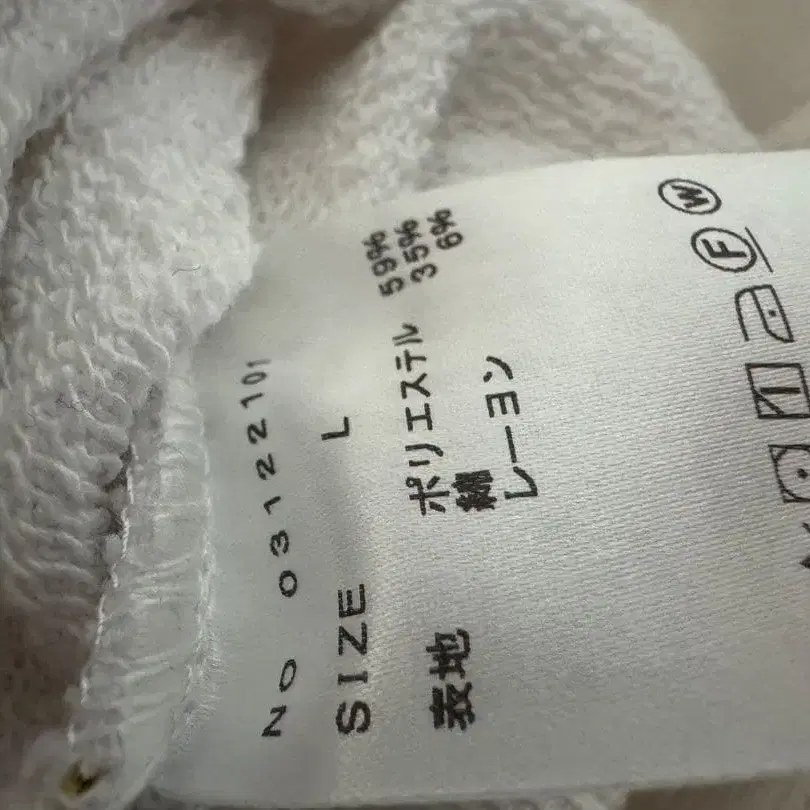 NO 03122101
SIZE L
表地 ポリエステル 59%
綿 35%
レーヨン 6%
F
W